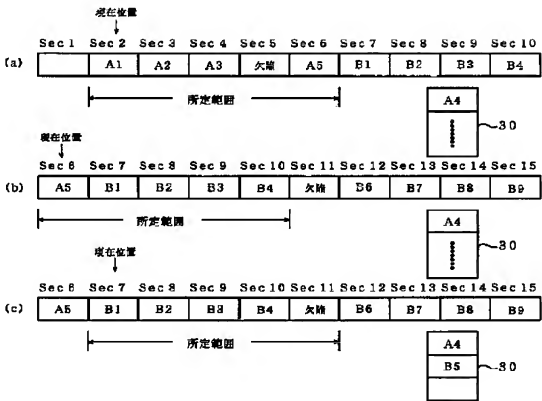 現在位置
Sec 1 Sec 2 Sec 3 Sec 4 Sec 5 Sec 6 Sec 7 Sec 8 Sec 9 Sec 10
(a) A1 A2 A3 欠陥 A5 B1 B2 B3 B4
所定範囲
A4
30
現在位置
Sec 6 Sec 7 Sec 8 Sec 9 Sec 10 Sec 11 Sec 12 Sec 13 Sec 14 Sec 15
(b) A5 B1 B2 B3 B4 欠陥 B6 B7 B8 B9
所定範囲
A4
30
現在位置
Sec 6 Sec 7 Sec 8 Sec 9 Sec 10 Sec 11 Sec 12 Sec 13 Sec 14 Sec 15
(c) A5 B1 B2 B3 B4 欠陥 B6 B7 B8 B9
所定範囲
A4
B5
30